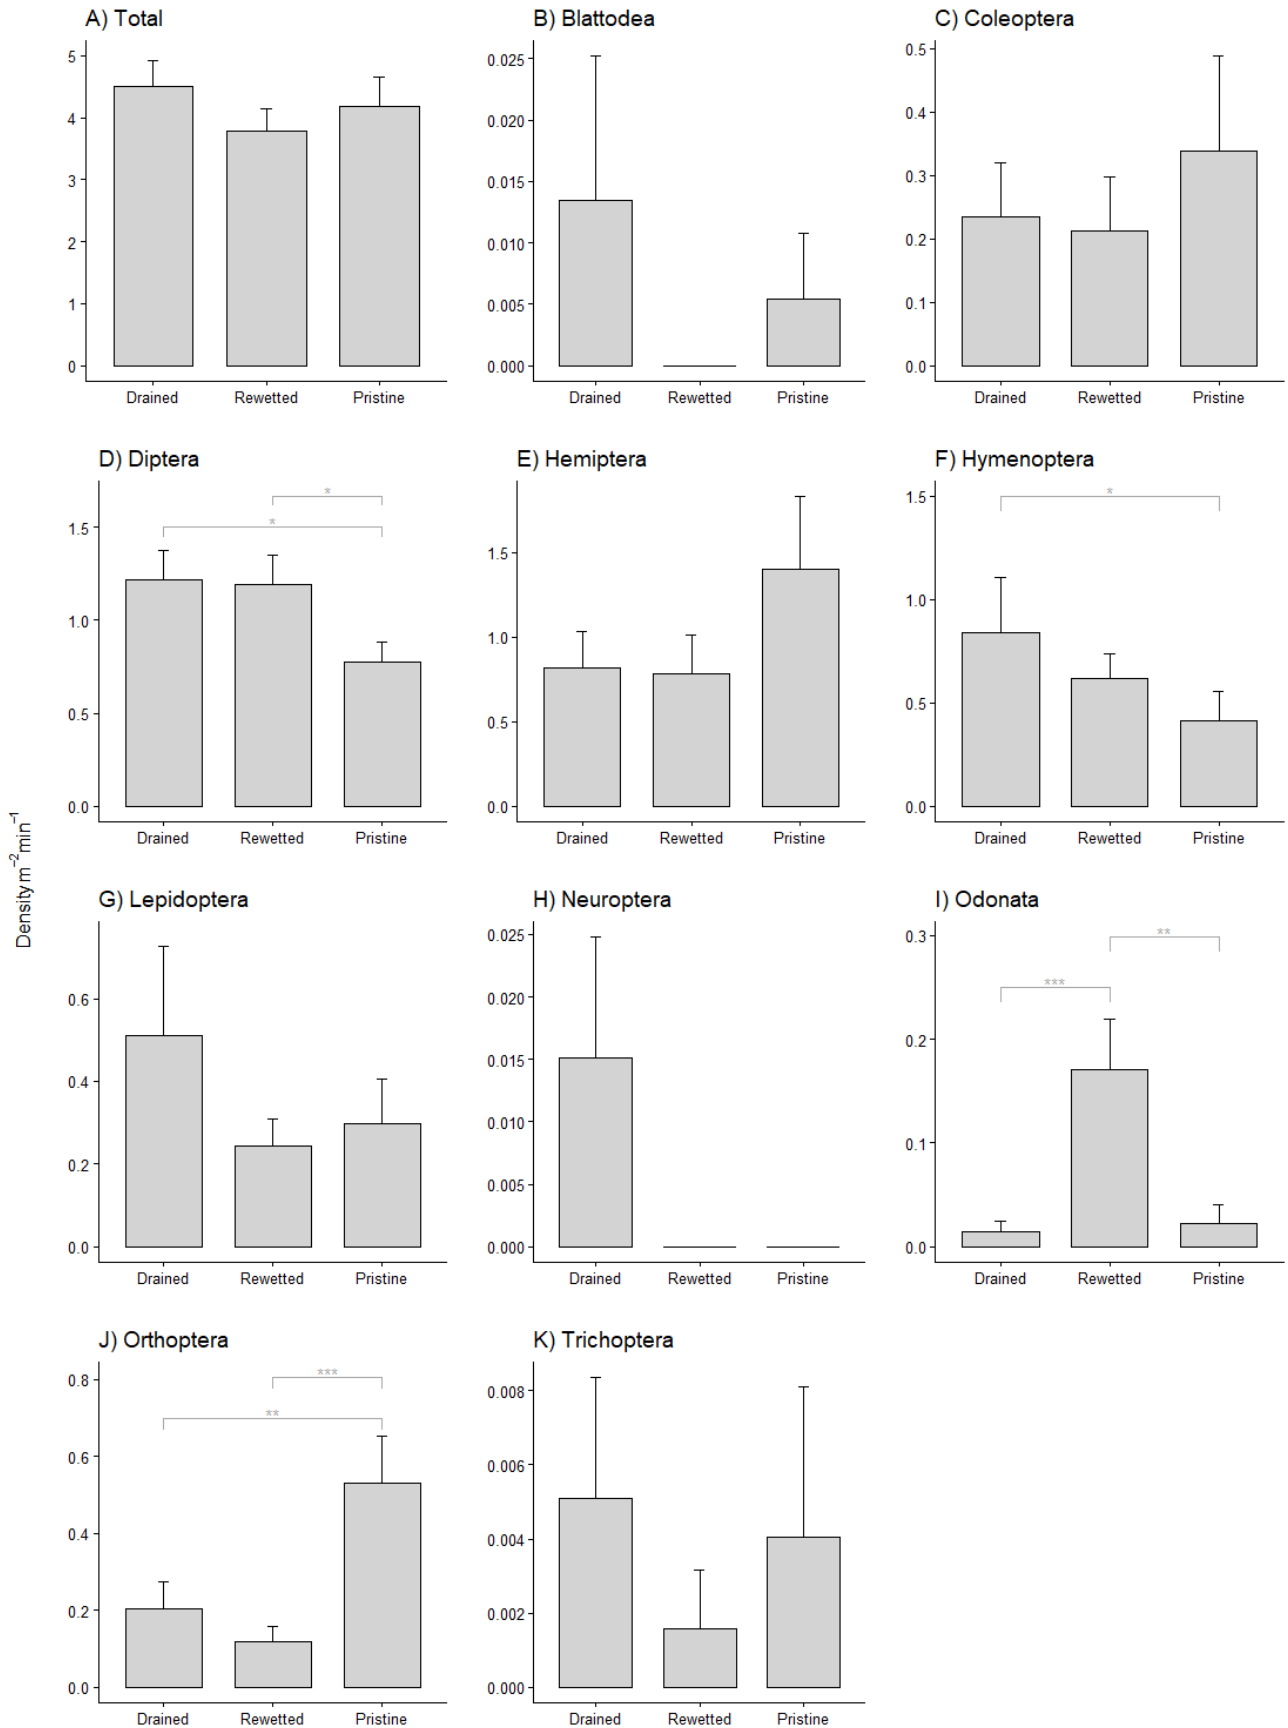 A) Total
5
4
3
2
1
0
Drained Rewetted Pristine
B) Blattodea
0.025
0.020
0.015
0.010
0.005
0.000
Drained Rewetted Pristine
C) Coleoptera
0.5
0.4
0.3
0.2
0.1
0.0
Drained Rewetted Pristine
D) Diptera
*
*
1.5
1.0
0.5
0.0
Drained Rewetted Pristine
E) Hemiptera
1.5
1.0
0.5
0.0
Drained Rewetted Pristine
F) Hymenoptera
*
1.5
1.0
0.5
0.0
Drained Rewetted Pristine
Density m−2min−1
G) Lepidoptera
0.6
0.4
0.2
0.0
Drained Rewetted Pristine
H) Neuroptera
0.025
0.020
0.015
0.010
0.005
0.000
Drained Rewetted Pristine
I) Odonata
**
***
0.3
0.2
0.1
0.0
Drained Rewetted Pristine
J) Orthoptera
***
**
0.8
0.6
0.4
0.2
0.0
Drained Rewetted Pristine
K) Trichoptera
0.008
0.006
0.004
0.002
0.000
Drained Rewetted Pristine